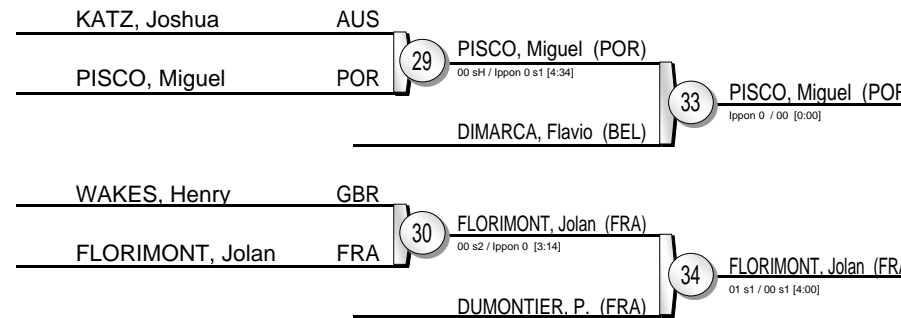 KATZ, Joshua AUS
PISCO, Miguel POR
29
PISCO, Miguel (POR)
00 sH / Ippon 0 s1 [4:34]
DIMARCA, Flavio (BEL)
33
PISCO, Miguel (POR
Ippon 0 / 00 [0:00]
WAKES, Henry GBR
FLORIMONT, Jolan FRA
30
FLORIMONT, Jolan (FRA)
00 s2 / Ippon 0 [3:14]
DUMONTIER, P. (FRA)
34
FLORIMONT, Jolan (FRA
01 s1 / 00 s1 [4:00]